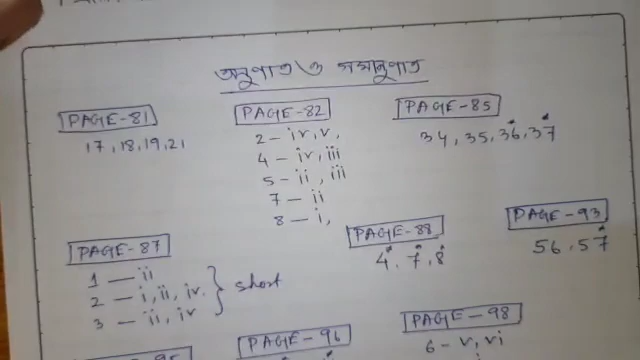 অনুপাত ও সমানুপাত
PAGE-81
17, 18, 19, 21
PAGE-82
2 - iv, v,
4 - iv, iii
5 - ii, iii
7 - ii
8 - i,
PAGE-85
34, 35, 36, 37
PAGE-87
1 - ii
2 - i, ii, iv.
3 - ii, iv
short
PAGE-88
4, 7, 8
PAGE-93
56, 57
PAGE-95
PAGE-96
PAGE-98
6 - v, vi